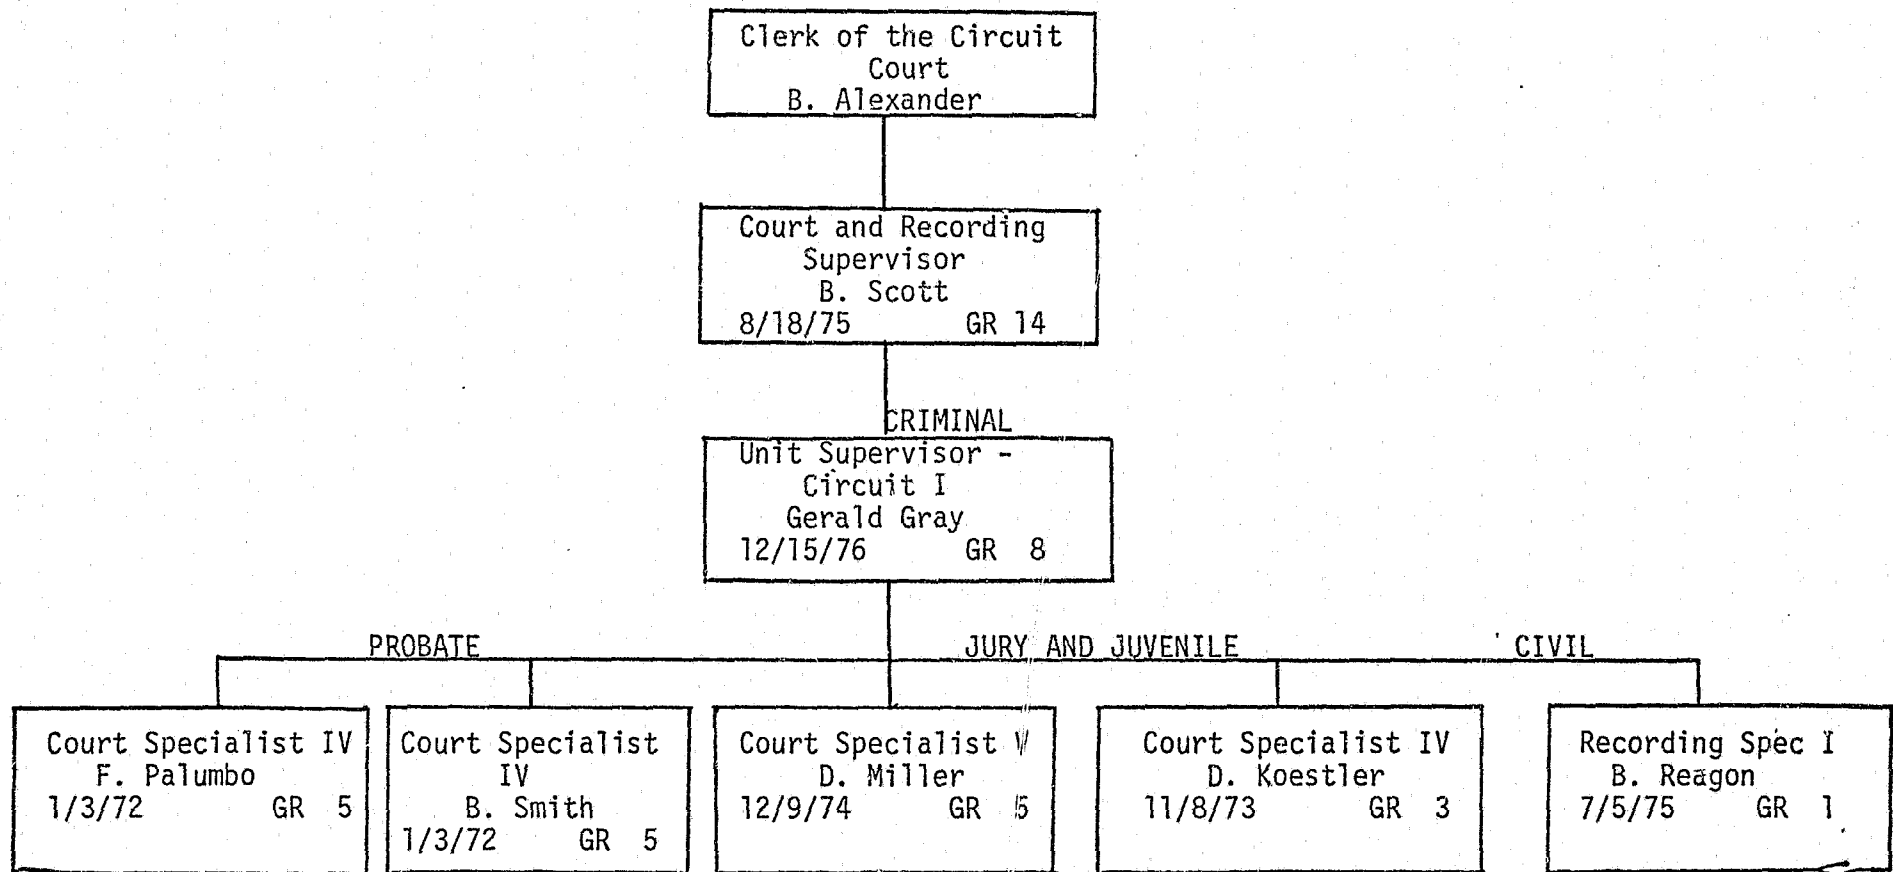 Clerk of the Circuit
Court
B. Alexander
Court and Recording
Supervisor
B. Scott
8/18/75 GR 14
CRIMINAL
Unit Supervisor -
Circuit I
Gerald Gray
12/15/76 GR 8
PROBATE
JURY AND JUVENILE
CIVIL
Court Specialist IV
F. Palumbo
1/3/72 GR 5
Court Specialist
IV
B. Smith
1/3/72 GR 5
Court Specialist V
D. Miller
12/9/74 GR 5
Court Specialist IV
D. Koestler
11/8/73 GR 3
Recording Spec I
B. Reagon
7/5/75 GR 1